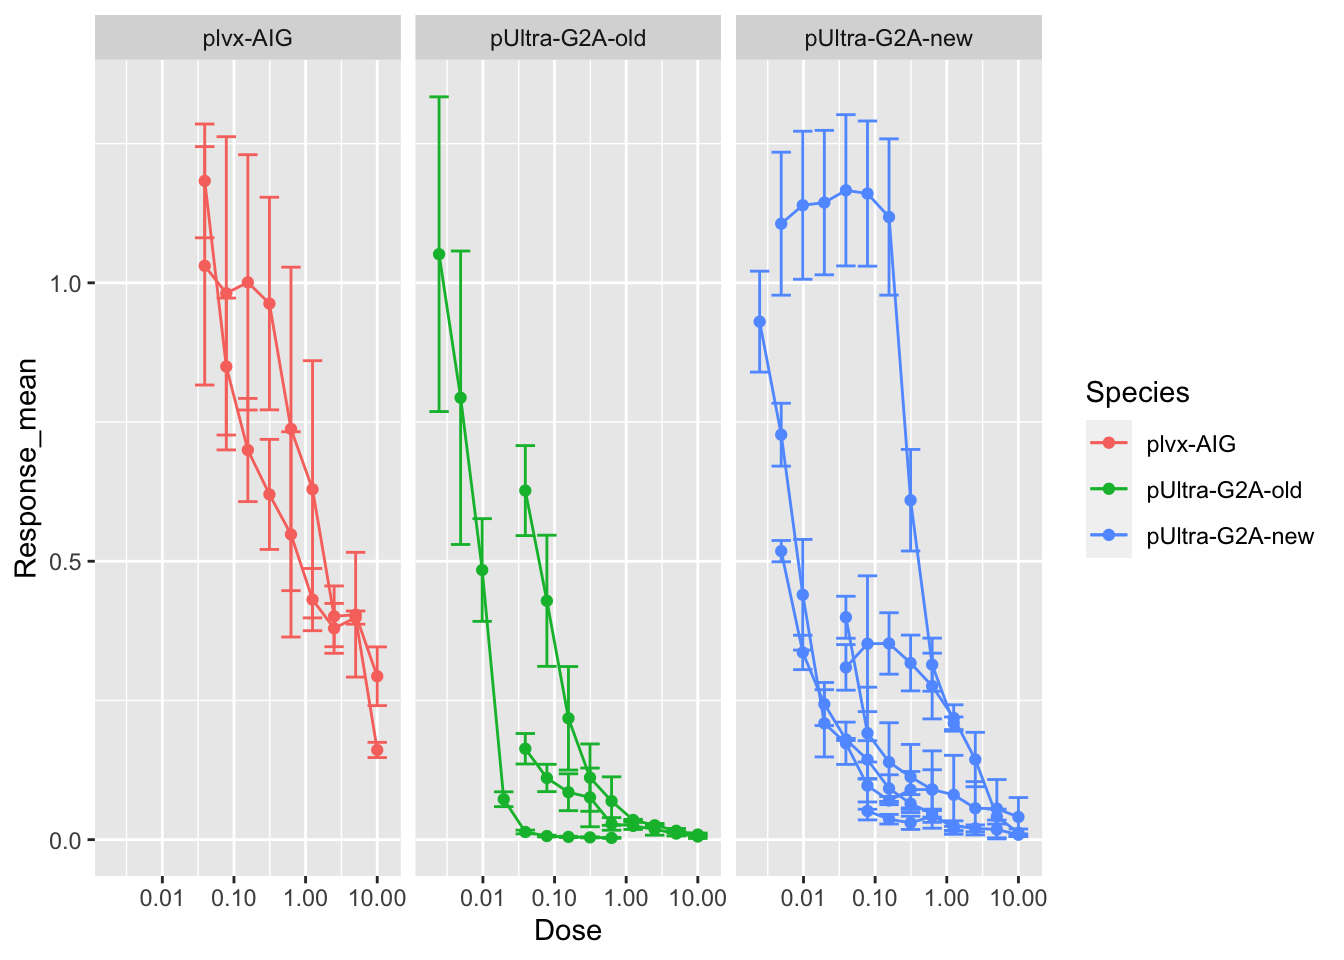 plvx-AIG
pUltra-G2A-old
pUltra-G2A-new
1.0
0.5
0.0
Response_mean
0.01 0.10 1.00 10.00
0.01 0.10 1.00 10.00
0.01 0.10 1.00 10.00
Dose
Species
plvx-AIG
pUltra-G2A-old
pUltra-G2A-new